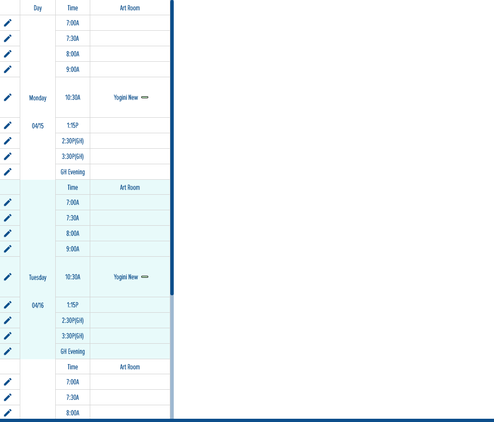 Day Time Art Room
7:00A
7:30A
8:00A
9:00A
Monday 10:30A Yogini New
04/15 1:15P
2:30P(GH)
3:30P(GH)
GH Evening
Time Art Room
7:00A
7:30A
8:00A
9:00A
Tuesday 10:30A Yogini New
04/16 1:15P
2:30P(GH)
3:30P(GH)
GH Evening
Time Art Room
7:00A
7:30A
8:00A